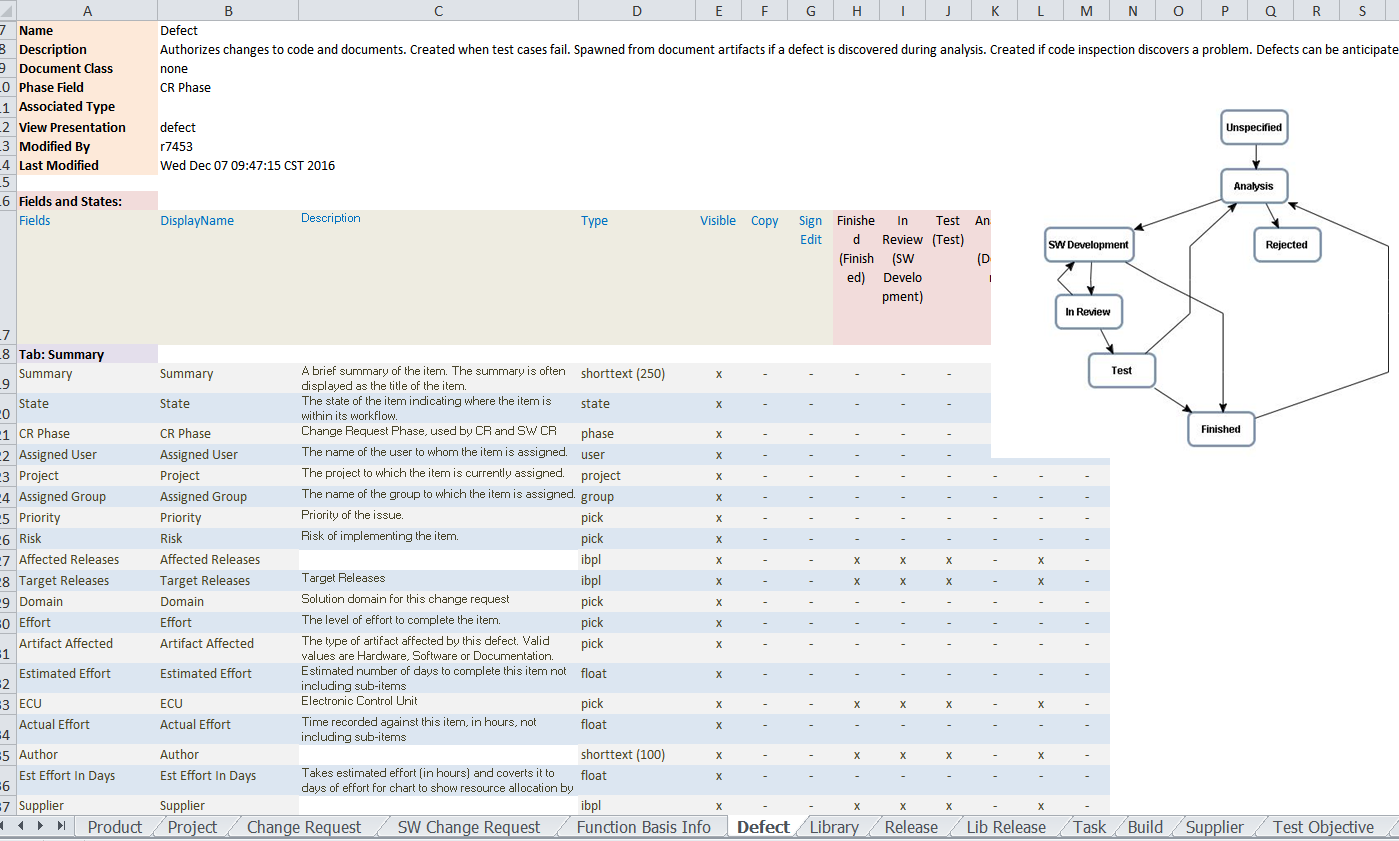 A B C D E F G H I J K L M N O P Q R S
7 Name Defect
8 Description Authorizes changes to code and documents. Created when test cases fail. Spawned from document artifacts if a defect is discovered during analysis. Created if code inspection discovers a problem. Defects can be anticipate
9 Document Class none
0 Phase Field CR Phase
1 Associated Type
2 View Presentation defect
3 Modified By r7453
4 Last Modified Wed Dec 07 09:47:15 CST 2016
5
6 Fields and States:
Fields DisplayName Description Type Visible Copy Sign Finishe In Test An
Edit d Review (Test)
(Finish (SW (D
ed) Develo
pment)
7
8 Tab: Summary
19 Summary Summary A brief summary of the item. The summary is often shorttext (250) x - - - - -
displayed as the title of the item.
20 State State The state of the item indicating where the item is state x - - - - -
within its workflow.
21 CR Phase CR Phase Change Request Phase, used by CR and SW CR phase x - - - - -
22 Assigned User Assigned User The name of the user to whom the item is assigned. user x - - - - -
23 Project Project The project to which the item is currently assigned. project x - - - - - - - -
24 Assigned Group Assigned Group The name of the group to which the item is assigned. group x - - - - - - - -
25 Priority Priority Priority of the issue. pick x - - - - - - - -
26 Risk Risk Risk of implementing the item. pick x - - - - - - - -
27 Affected Releases Affected Releases ibpl x - - x x x - x -
28 Target Releases Target Releases Target Releases ibpl x - - x x x - x -
29 Domain Domain Solution domain for this change request pick x - - - - - - - -
30 Effort Effort The level of effort to complete the item. pick x - - - - - - - -
31 Artifact Affected Artifact Affected The type of artifact affected by this defect. Valid pick x - - - - - - - -
values are Hardware, Software or Documentation.
32 Estimated Effort Estimated Effort Estimated number of days to complete this item not float x - - - - - - - -
including sub-items
33 ECU ECU Electronic Control Unit pick x - - x x x - x -
34 Actual Effort Actual Effort Time recorded against this item, in hours, not float x - - - - - - - -
including sub-items
35 Author Author shorttext (100) x - - x x x - x -
36 Est Effort In Days Est Effort In Days Takes estimated effort (in hours) and coverts it to float x - - - - - - - -
days of effort for chart to show resource allocation by
37 Supplier Supplier ibpl x - - x x x - x -
Unspecified
Analysis
SW Development
Rejected
In Review
Test
Finished
Product Project Change Request SW Change Request Function Basis Info Defect Library Release Lib Release Task Build Supplier Test Objective